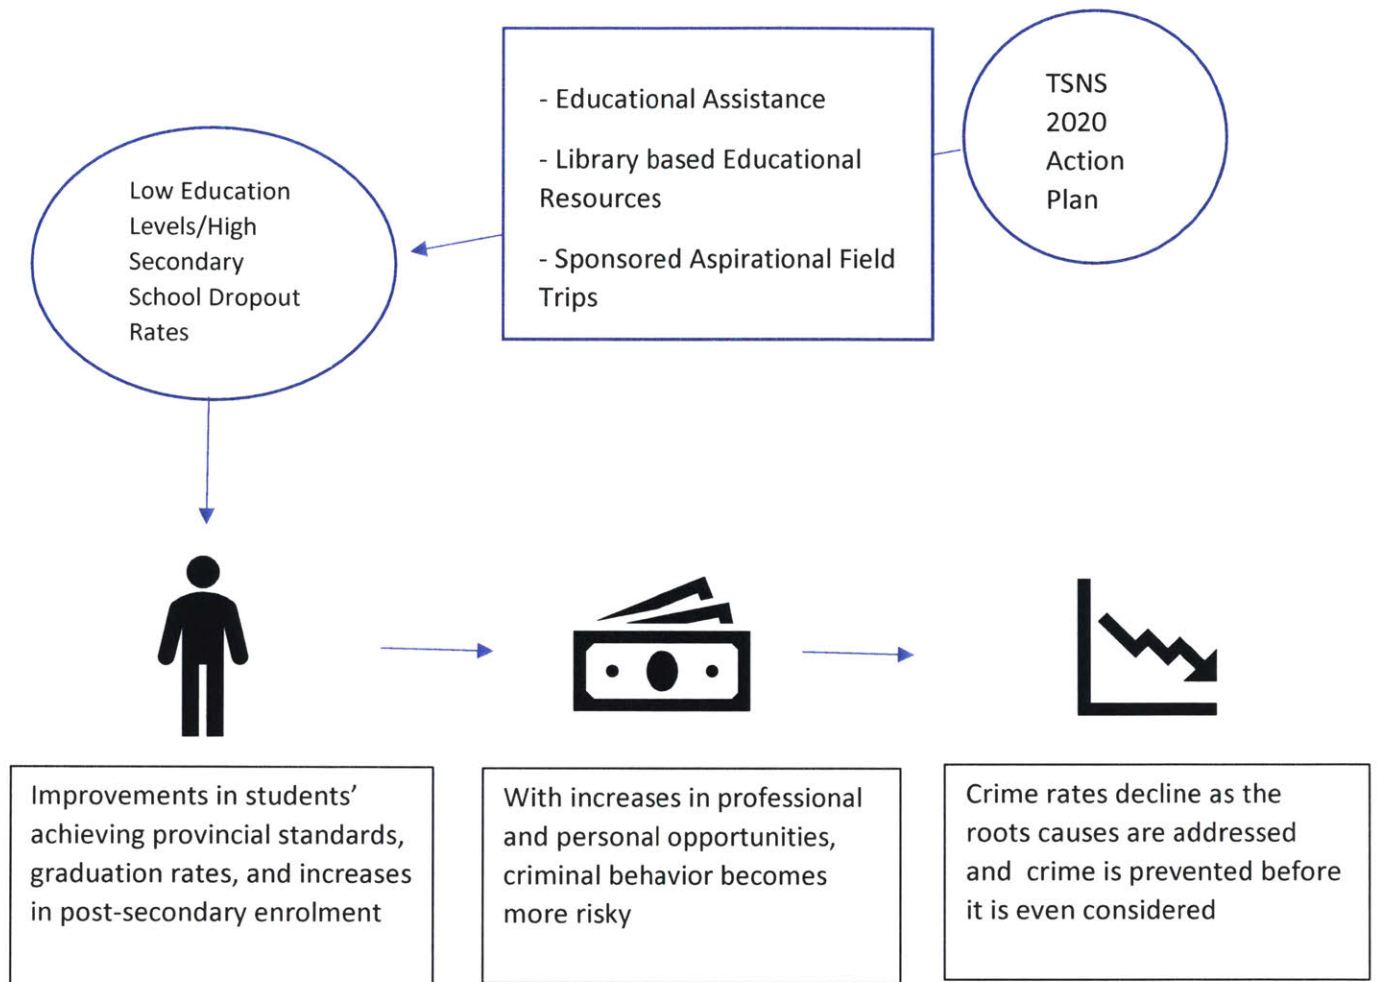 TSNS
2020
Action
Plan
- Educational Assistance
- Library based Educational
Resources
- Sponsored Aspirational Field
Trips
Low Education
Levels/High
Secondary
School Dropout
Rates
Improvements in students’
achieving provincial standards,
graduation rates, and increases
in post-secondary enrolment
With increases in professional
and personal opportunities,
criminal behavior becomes
more risky
Crime rates decline as the
roots causes are addressed
and crime is prevented before
it is even considered